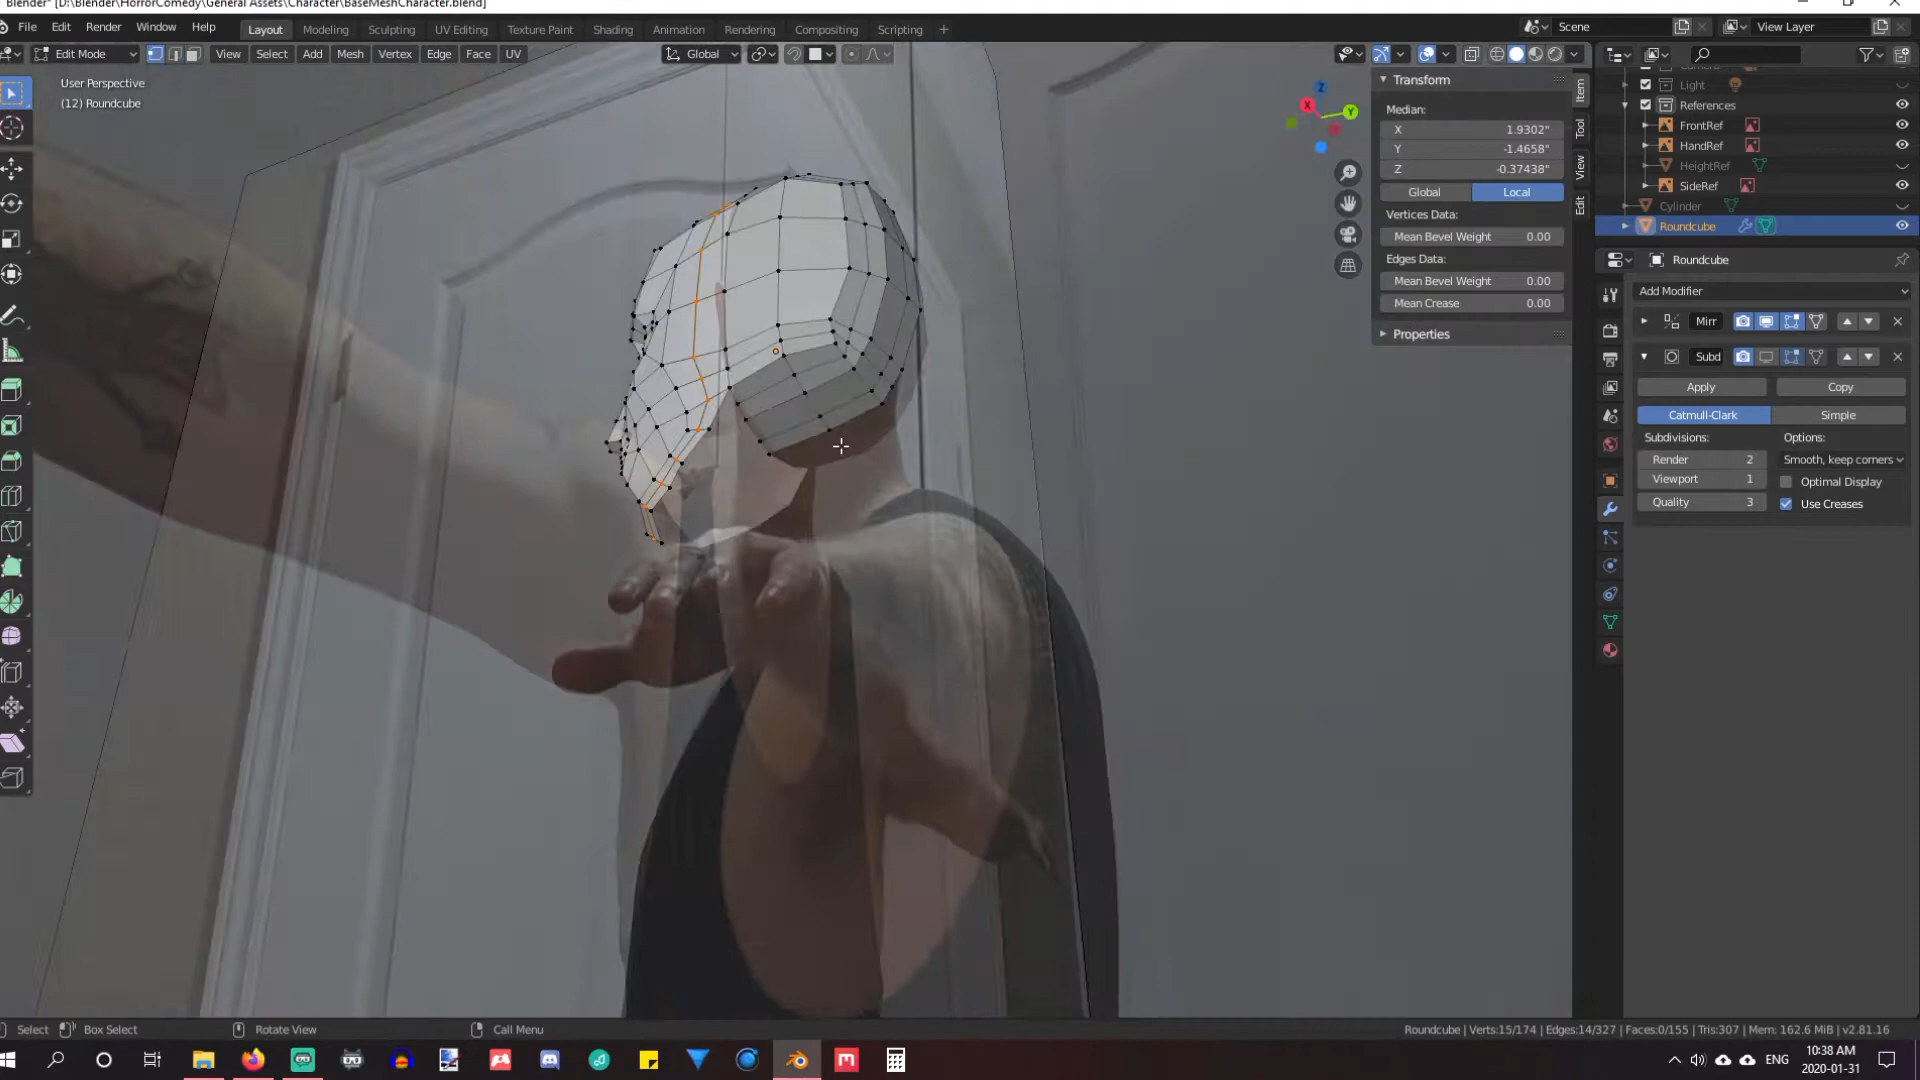 Blender* [D:\Blender\HorrorComedy\General Assets\Character\BaseMeshCharacter.blend]
File Edit Render Window Help
Layout Modeling Sculpting UV Editing Texture Paint Shading Animation Rendering Compositing Scripting
Scene
View Layer
Edit Mode View Select Add Mesh Vertex Edge Face UV
Global
User Perspective
(12) Roundcube
Z
X
Y
Transform
Median:
X 1.9302"
Y -1.4658"
Z -0.37438"
Global Local
Vertices Data:
Mean Bevel Weight 0.00
Edges Data:
Mean Bevel Weight 0.00
Mean Crease 0.00
Properties
Item
Tool
View
Edit
Light
References
FrontRef
HandRef
HeightRef
SideRef
Cylinder
Roundcube
Roundcube
Add Modifier
Mirr
Subd
Apply Copy
Catmull-Clark Simple
Subdivisions: Options:
Render 2 Smooth, keep corners
Viewport 1 Optimal Display
Quality 3 Use Creases
Select Box Select Rotate View Call Menu
Roundcube | Verts:15/174 | Edges:14/327 | Faces:0/155 | Tris:307 | Mem: 162.6 MiB | v2.81.16
ENG
10:38 AM
2020-01-31